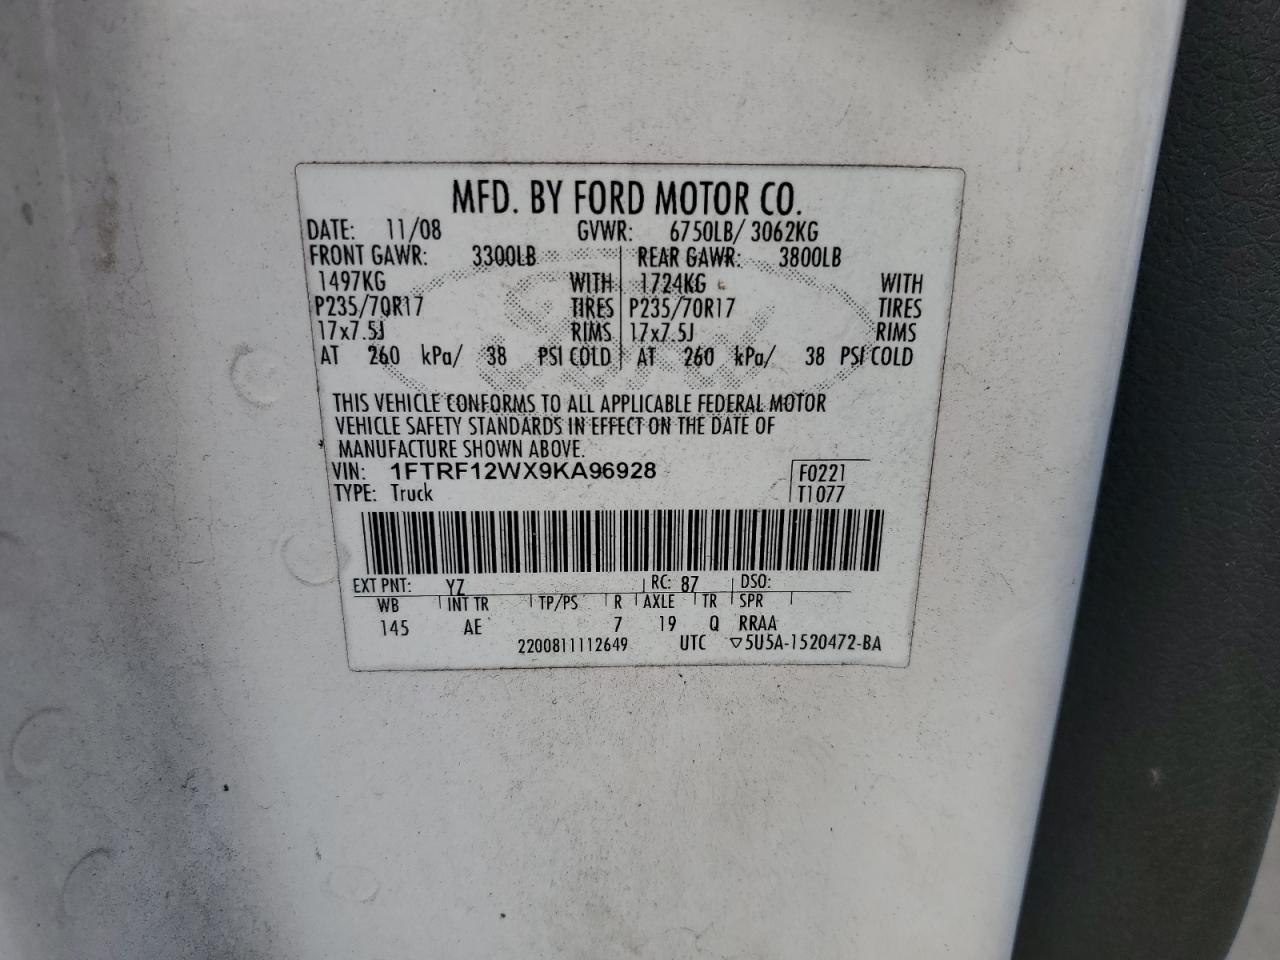 MFD. BY FORD MOTOR CO.
DATE: 11/08 GVWR: 6750LB/ 3062KG
FRONT GAWR: 3300LB REAR GAWR: 3800LB
1497KG WITH 1724KG WITH
P235/70R17 TIRES P235/70R17 TIRES
17x7.5J RIMS 17x7.5J RIMS
AT 260 kPa/ 38 PSI COLD AT 260 kPa/ 38 PSI COLD
THIS VEHICLE CONFORMS TO ALL APPLICABLE FEDERAL MOTOR
VEHICLE SAFETY STANDARDS IN EFFECT ON THE DATE OF
MANUFACTURE SHOWN ABOVE.
VIN: 1FTRF12WX9KA96928 F0221
TYPE: Truck T1077
EXT PNT: YZ RC: 87 DSO:
WB INT TR TP/PS R AXLE TR SPR
145 AE 7 19 Q RRAA
2200811112649 UTC ▽5U5A-1520472-BA